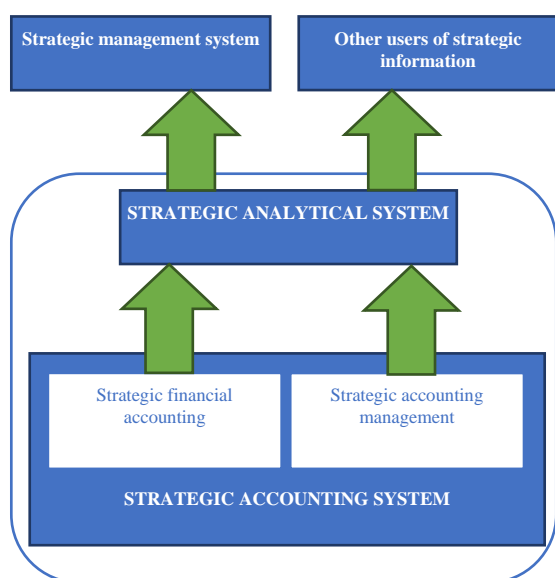 Strategic management system
Other users of strategic
information
STRATEGIC ANALYTICAL SYSTEM
Strategic financial
accounting
Strategic accounting
management
STRATEGIC ACCOUNTING SYSTEM